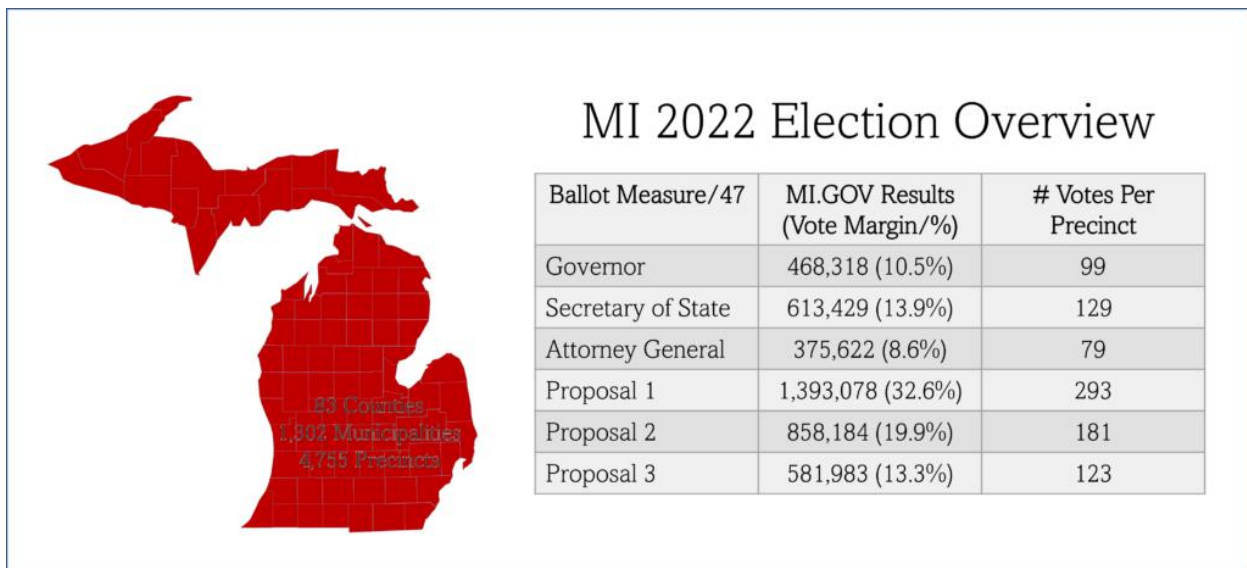 MI 2022 Election Overview
Ballot Measure/47 MI.GOV Results # Votes Per
(Vote Margin/%) Precinct
Governor 468,318 (10.5%) 99
Secretary of State 613,429 (13.9%) 129
Attorney General 375,622 (8.6%) 79
Proposal 1 1,393,078 (32.6%) 293
Proposal 2 858,184 (19.9%) 181
Proposal 3 581,983 (13.3%) 123
83 Counties
1,302 Municipalities
4,755 Precincts